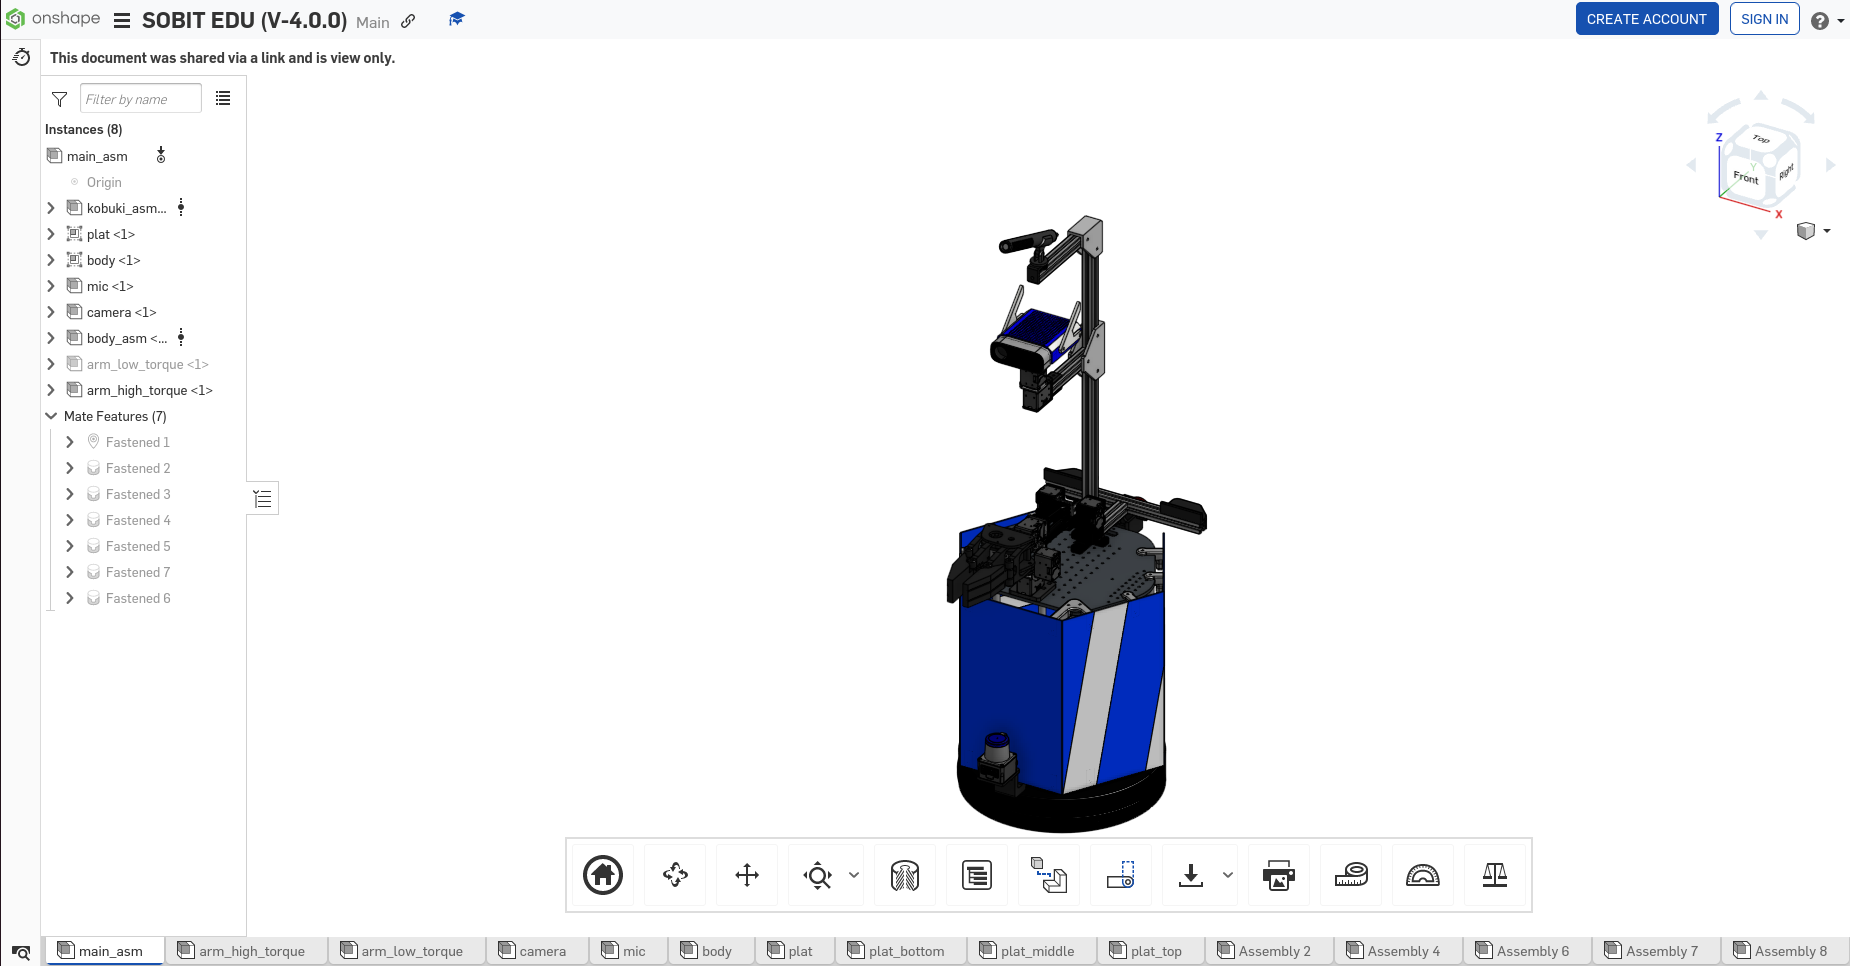 onshape SOBIT EDU (V-4.0.0) Main CREATE ACCOUNT SIGN IN ?
This document was shared via a link and is view only.
Filter by name
Instances (8)
main_asm
Origin
kobuki_asm...
plat <1>
body <1>
mic <1>
camera <1>
body_asm <...
arm_low_torque <1>
arm_high_torque <1>
Mate Features (7)
Fastened 1
Fastened 2
Fastened 3
Fastened 4
Fastened 5
Fastened 7
Fastened 6
Z
Top
Y
Front
Right
X
main_asm arm_high_torque arm_low_torque camera mic body plat plat_bottom plat_middle plat_top Assembly 2 Assembly 4 Assembly 6 Assembly 7 Assembly 8